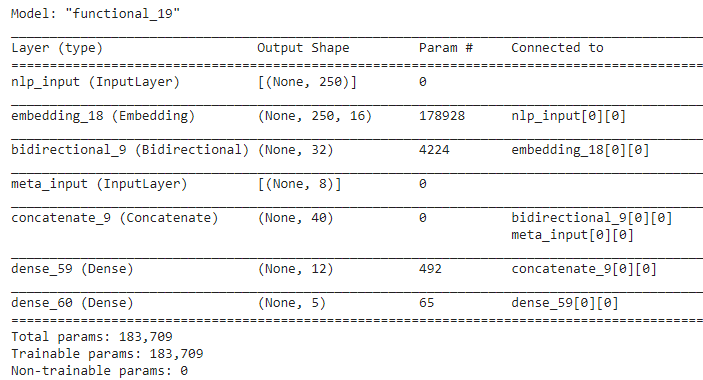 Model: "functional_19"
Layer (type) Output Shape Param # Connected to
nlp_input (InputLayer) [(None, 250)] 0
embedding_18 (Embedding) (None, 250, 16) 178928 nlp_input[0][0]
bidirectional_9 (Bidirectional) (None, 32) 4224 embedding_18[0][0]
meta_input (InputLayer) [(None, 8)] 0
concatenate_9 (Concatenate) (None, 40) 0 bidirectional_9[0][0]
meta_input[0][0]
dense_59 (Dense) (None, 12) 492 concatenate_9[0][0]
dense_60 (Dense) (None, 5) 65 dense_59[0][0]
Total params: 183,709
Trainable params: 183,709
Non-trainable params: 0